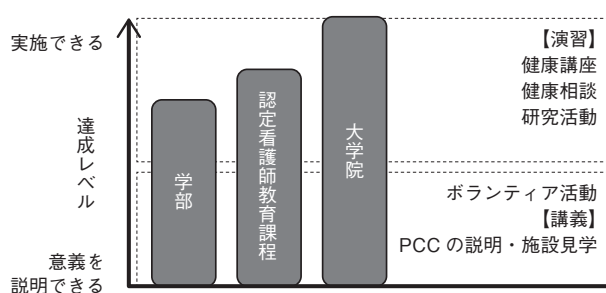 実施できる
達成レベル
意義を
説明できる
学部
認定看護師教育課程
大学院
【演習】
健康講座
健康相談
研究活動
ボランティア活動
【講義】
PCC の説明・施設見学